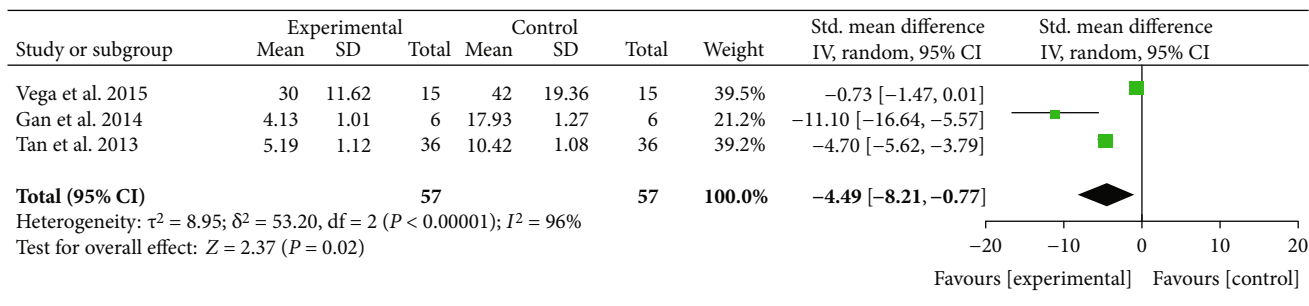 Experimental Control Std. mean difference Std. mean difference
Study or subgroup Mean SD Total Mean SD Total Weight IV, random, 95% CI IV, random, 95% CI
Vega et al. 2015 30 11.62 15 42 19.36 15 39.5% −0.73 [−1.47, 0.01]
Gan et al. 2014 4.13 1.01 6 17.93 1.27 6 21.2% −11.10 [−16.64, −5.57]
Tan et al. 2013 5.19 1.12 36 10.42 1.08 36 39.2% −4.70 [−5.62, −3.79]
Total (95% CI) 57 57 100.0% −4.49 [−8.21, −0.77]
Heterogeneity: τ² = 8.95; δ² = 53.20, df = 2 (P < 0.00001); I² = 96%
Test for overall effect: Z = 2.37 (P = 0.02)
−20 −10 0 10 20
Favours [experimental] Favours [control]